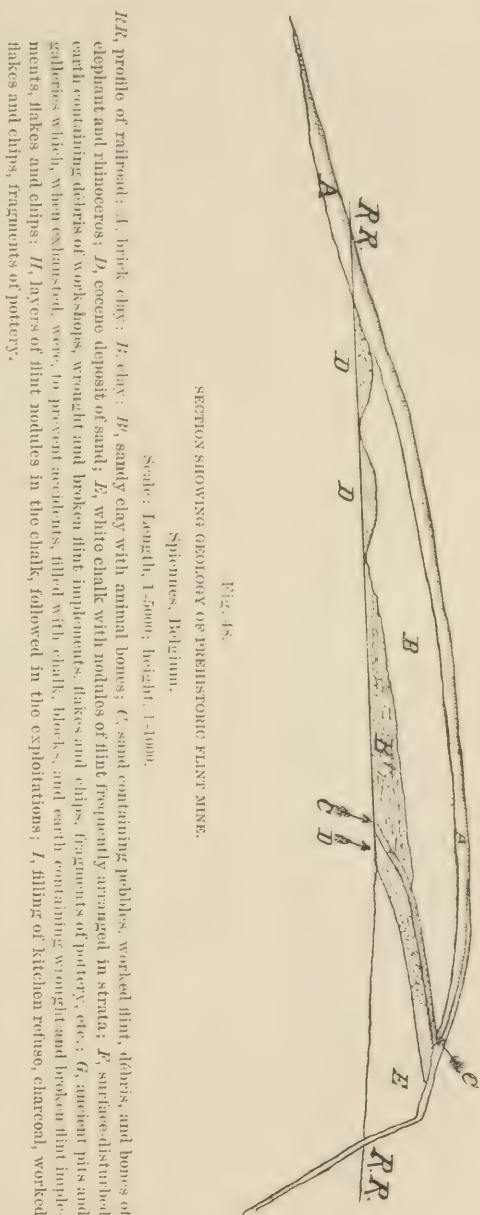 A
R.R.
D
D
B
B'
A
C
D
C
E
R.R.
Fig. 48.
SECTION SHOWING GEOLOGY OF PREHISTORIC FLINT MINE.
Spiennes, Belgium.
Scale: Length, 1-5000; height, 1-1000.
RR, profile of railroad; A, brick clay; B, clay; B', sandy clay with animal bones; C, sand containing pebbles, worked flint, débris, and bones of
elephant and rhinoceros; D, eocene deposit of sand; E, white chalk with nodules of flint frequently arranged in strata; F, surface-disturbed
earth containing débris of workshops, wrought and broken flint implements, flakes and chips, fragments of pottery, etc.; G, ancient pits and
galleries which, when exhausted, were, to prevent accidents, filled with chalk, blocks, and earth containing wrought and broken flint imple-
ments, flakes and chips; H, layers of flint nodules in the chalk, followed in the exploitations; I, filling of kitchen refuse, charcoal, worked
flakes and chips, fragments of pottery.